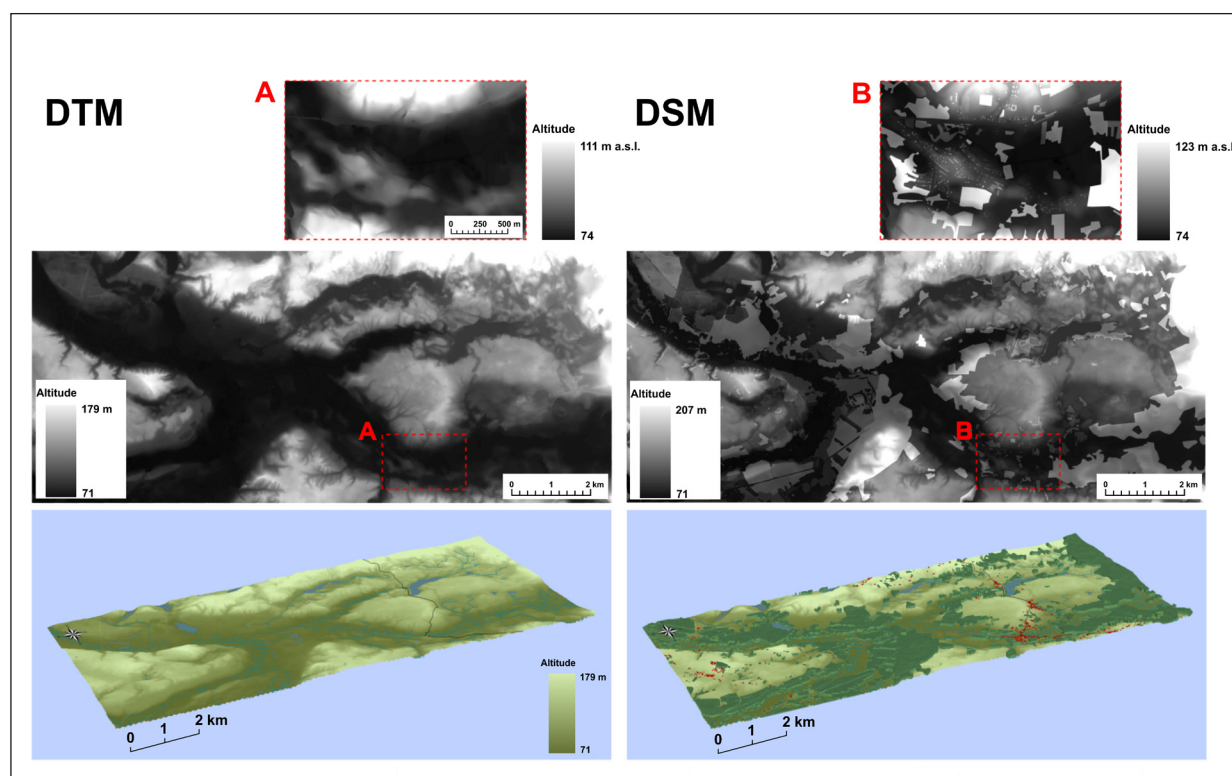 DTM
A
Altitude
111 m a.s.l.
74
0 250 500 m
DSM
B
Altitude
123 m a.s.l
74
Altitude
179 m
71
A
0 1 2 km
Altitude
207 m
71
B
0 1 2 km
0 1 2 km
Altitude
179 m
71
0 1 2 km